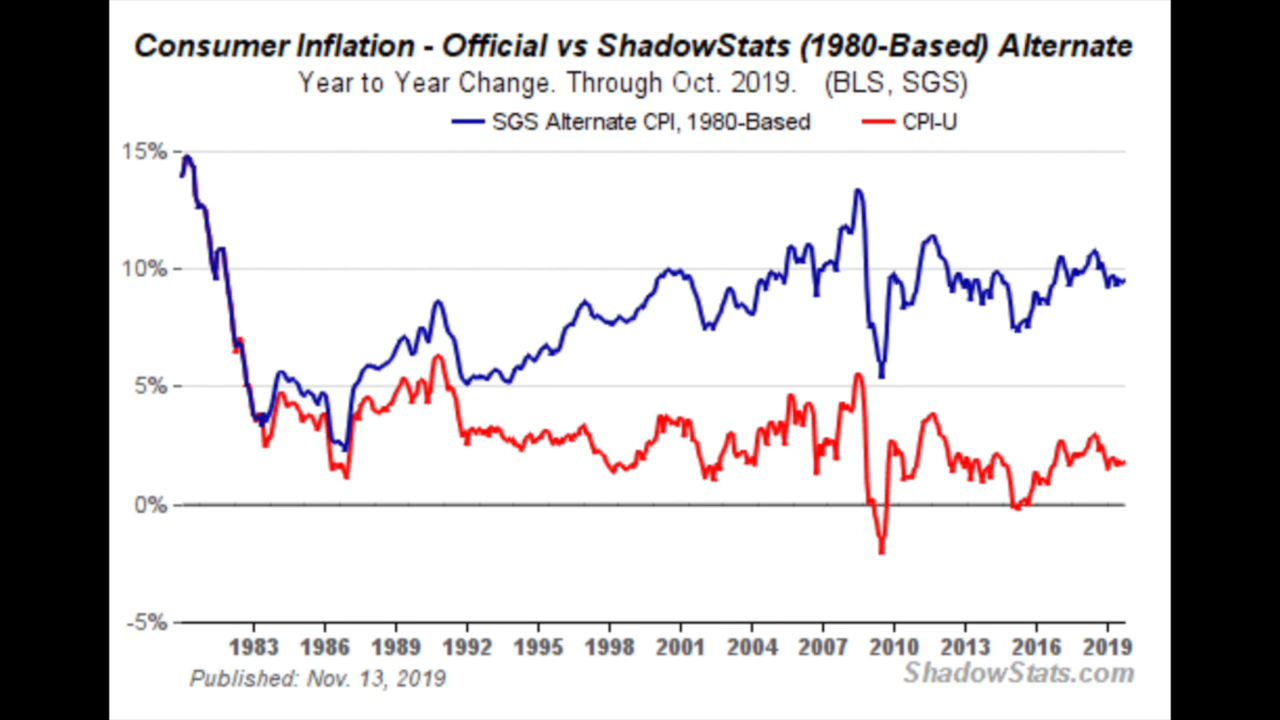 Consumer Inflation - Official vs ShadowStats (1980-Based) Alternate
Year to Year Change. Through Oct. 2019. (BLS, SGS)
SGS Alternate CPI, 1980-Based CPI-U
15%
10%
5%
0%
-5%
1983 1986 1989 1992 1995 1998 2001 2004 2007 2010 2013 2016 2019
Published: Nov. 13, 2019
ShadowStats.com